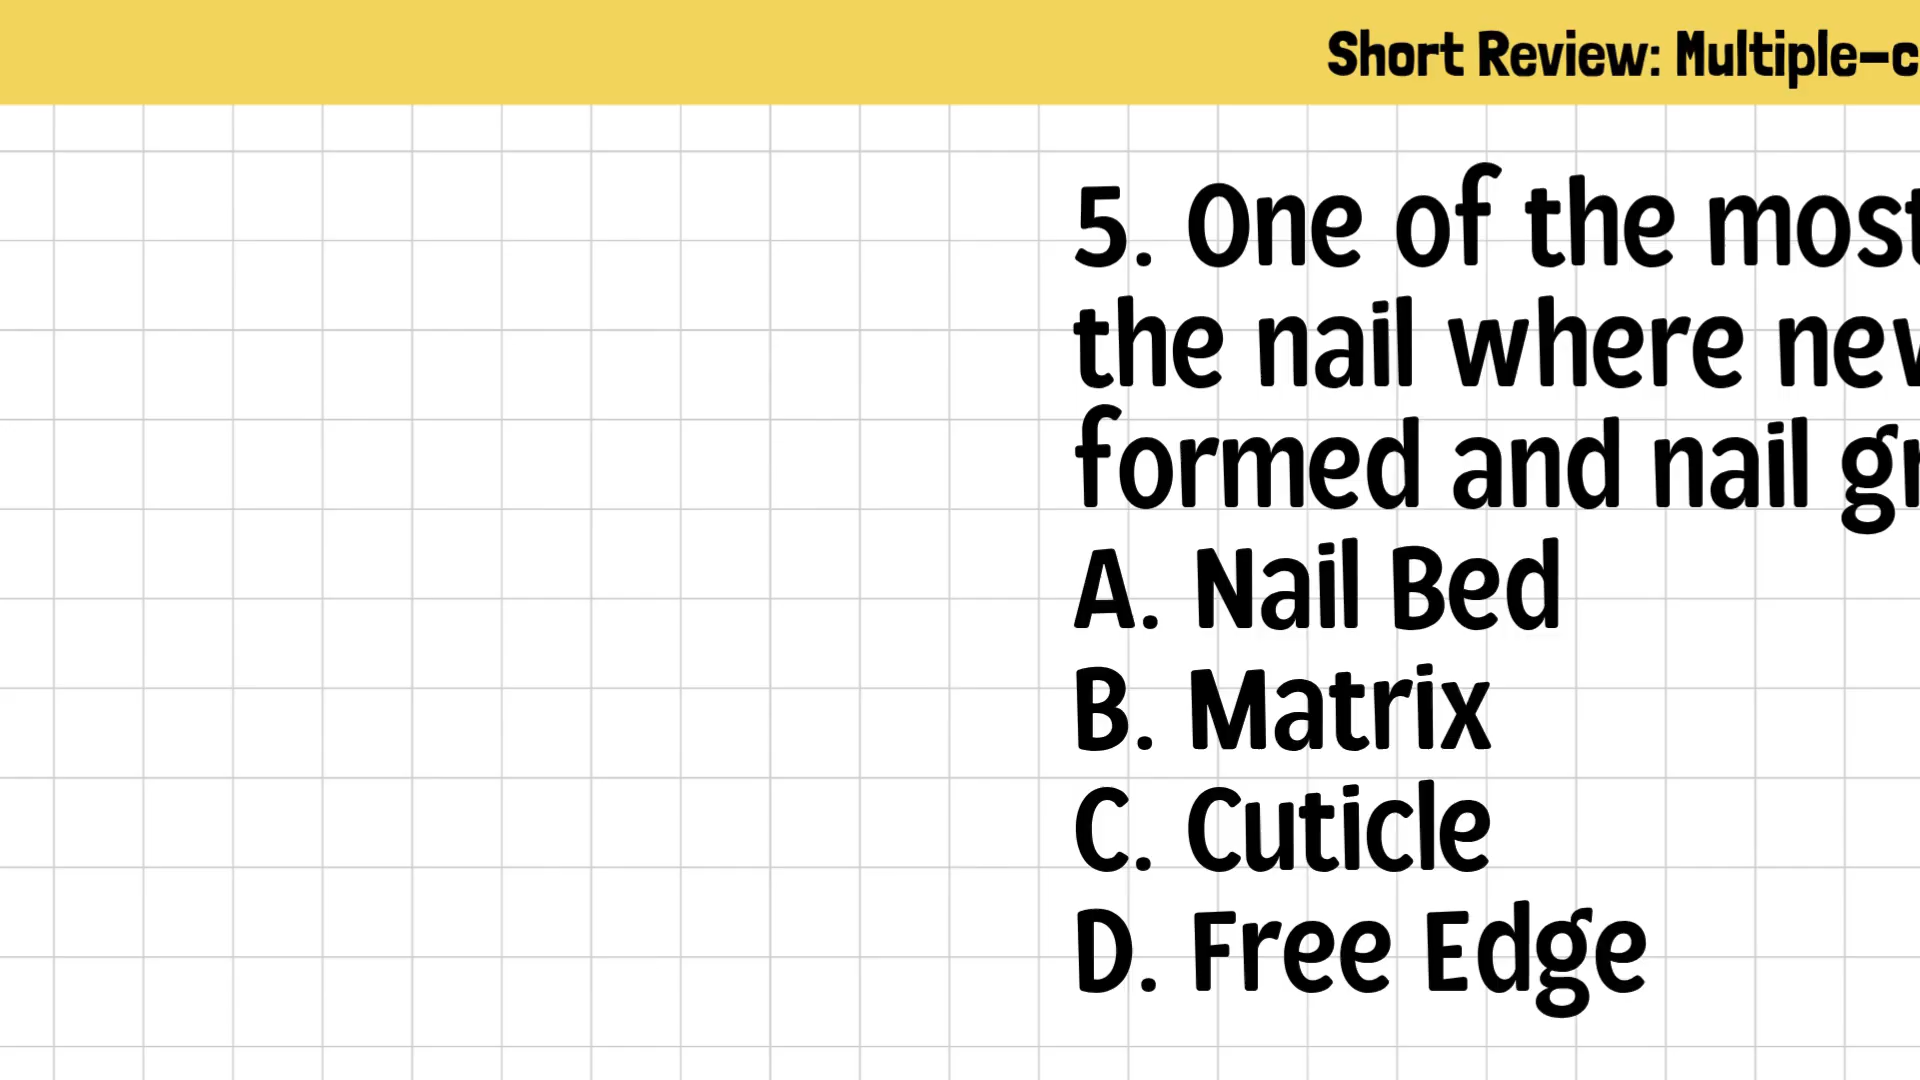 Short Review: Multiple-c
5. One of the most
the nail where new
formed and nail gr
A. Nail Bed
B. Matrix
C. Cuticle
D. Free Edge